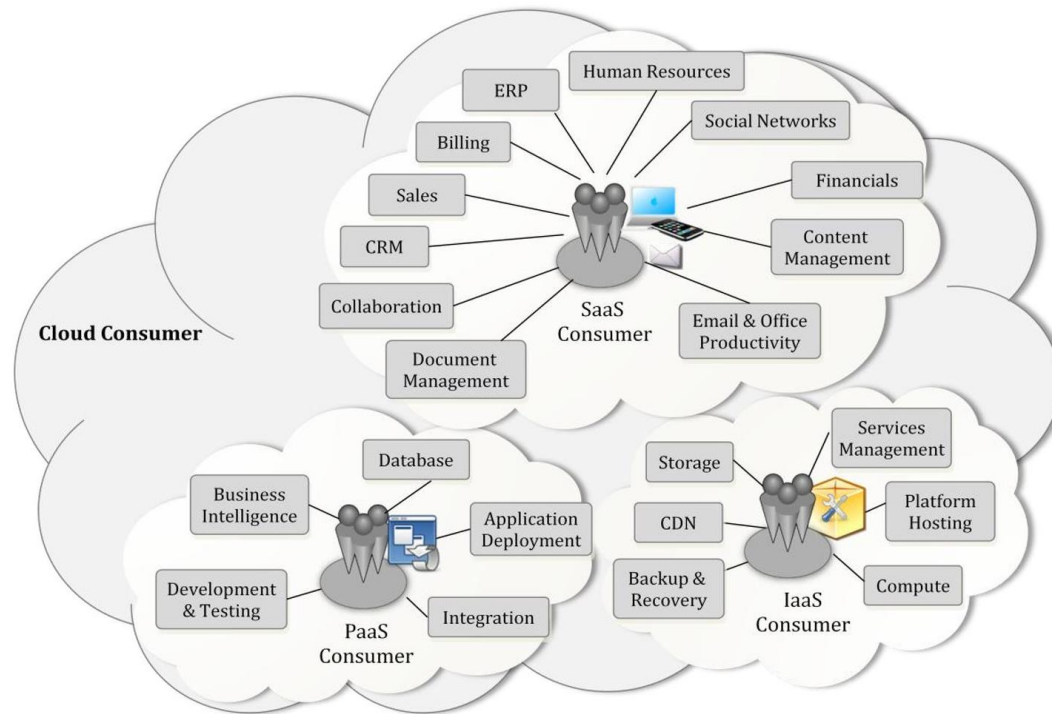 Human Resources
ERP
Social Networks
Billing
Financials
Sales
Content
Management
CRM
Collaboration
SaaS
Consumer
Email & Office
Productivity
Cloud Consumer
Document
Management
Services
Management
Database
Storage
Business
Intelligence
Platform
Hosting
Application
Deployment
CDN
Development
& Testing
Backup &
Recovery
Compute
Integration
PaaS
Consumer
IaaS
Consumer